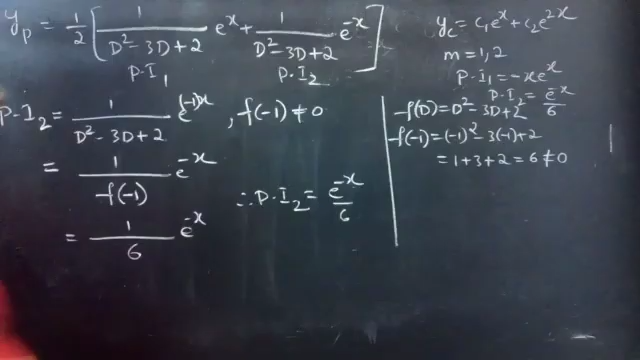 y_p = 1/2 [ 1/(D² - 3D + 2) e^x + 1/(D² - 3D + 2) e^-x ]
P.I_1 P.I_2
P.I_2 = 1/(D² - 3D + 2) e^(-1)x , f(-1) ≠ 0
= 1/f(-1) e^-x
= 1/6 e^-x
∴ P.I_2 = e^-x/6
y_c = c_1 e^x + c_2 e^2x
m = 1, 2
P.I_1 = -x e^x
P.I_2 = e^-x/6
f(D) = D² - 3D + 2
f(-1) = (-1)² - 3(-1) + 2
= 1 + 3 + 2 = 6 ≠ 0